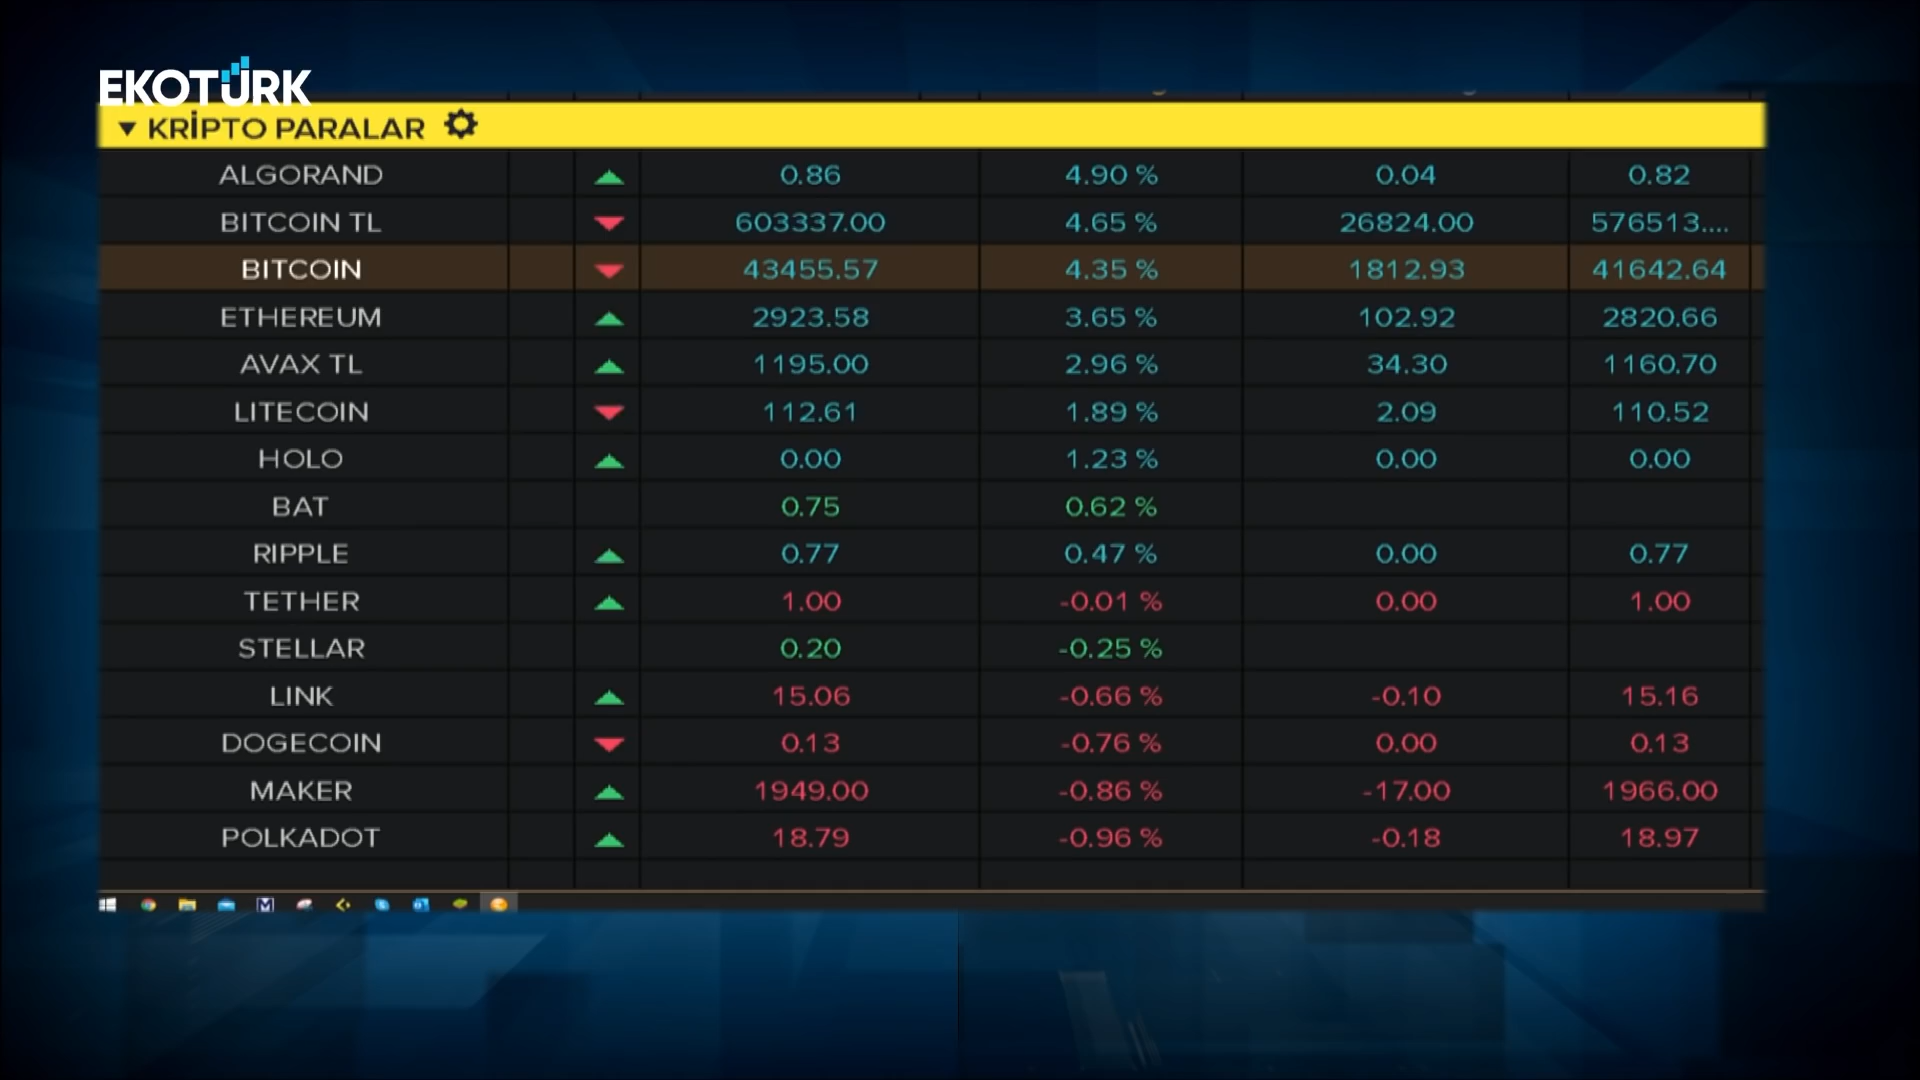 EKOTÜRK
KRİPTO PARALAR
ALGORAND 0.86 4.90 % 0.04 0.82
BITCOIN TL 603337.00 4.65 % 26824.00 576513....
BITCOIN 43455.57 4.35 % 1812.93 41642.64
ETHEREUM 2923.58 3.65 % 102.92 2820.66
AVAX TL 1195.00 2.96 % 34.30 1160.70
LITECOIN 112.61 1.89 % 2.09 110.52
HOLO 0.00 1.23 % 0.00 0.00
BAT 0.75 0.62 %
RIPPLE 0.77 0.47 % 0.00 0.77
TETHER 1.00 -0.01 % 0.00 1.00
STELLAR 0.20 -0.25 %
LINK 15.06 -0.66 % -0.10 15.16
DOGECOIN 0.13 -0.76 % 0.00 0.13
MAKER 1949.00 -0.86 % -17.00 1966.00
POLKADOT 18.79 -0.96 % -0.18 18.97